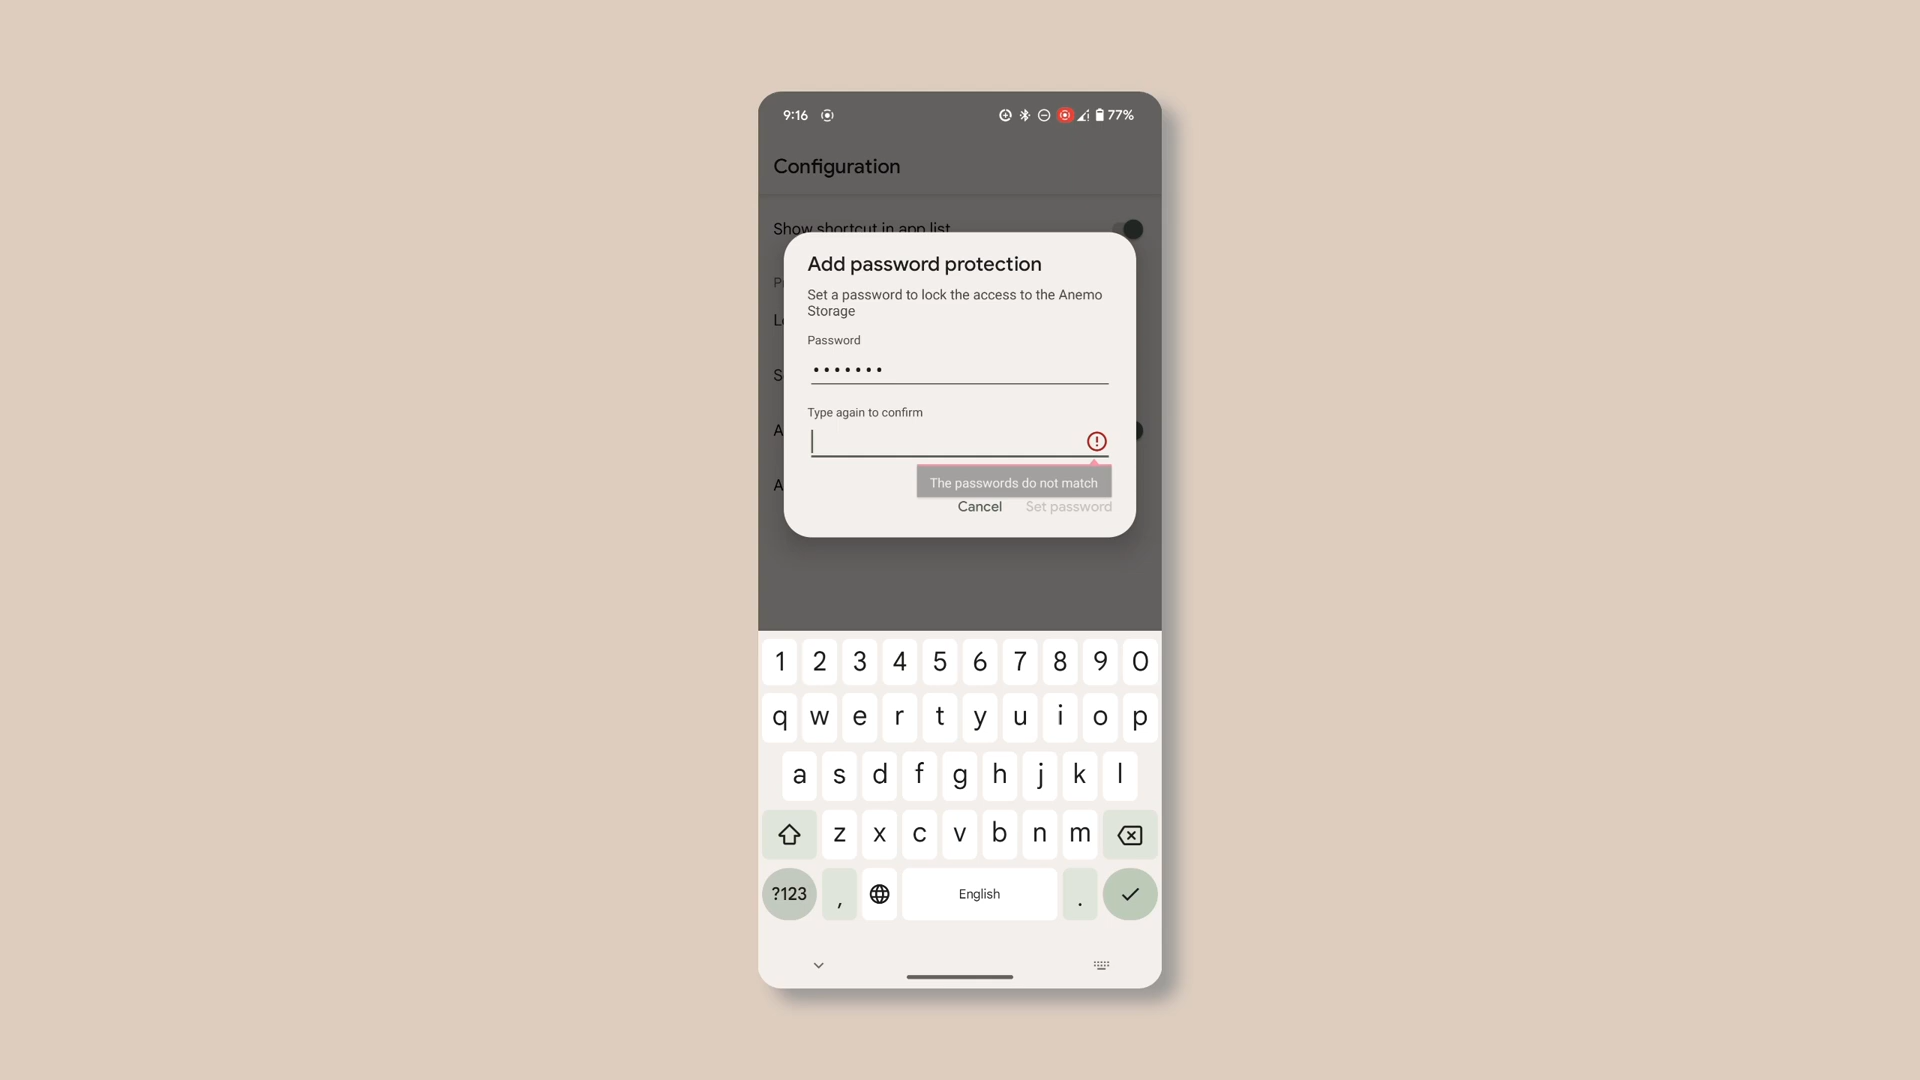 9:16
77%
Configuration
Show shortcut in app list
Add password protection
Set a password to lock the access to the Anemo
Storage
Password
•••••••
Type again to confirm
The passwords do not match
Cancel Set password
1 2 3 4 5 6 7 8 9 0
q w e r t y u i o p
a s d f g h j k l
z x c v b n m
?123 , English .